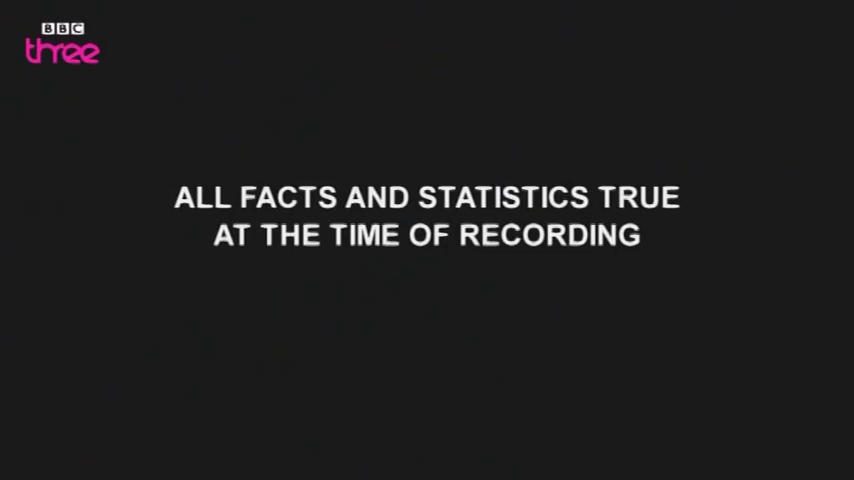 BBC
three
ALL FACTS AND STATISTICS TRUE
AT THE TIME OF RECORDING